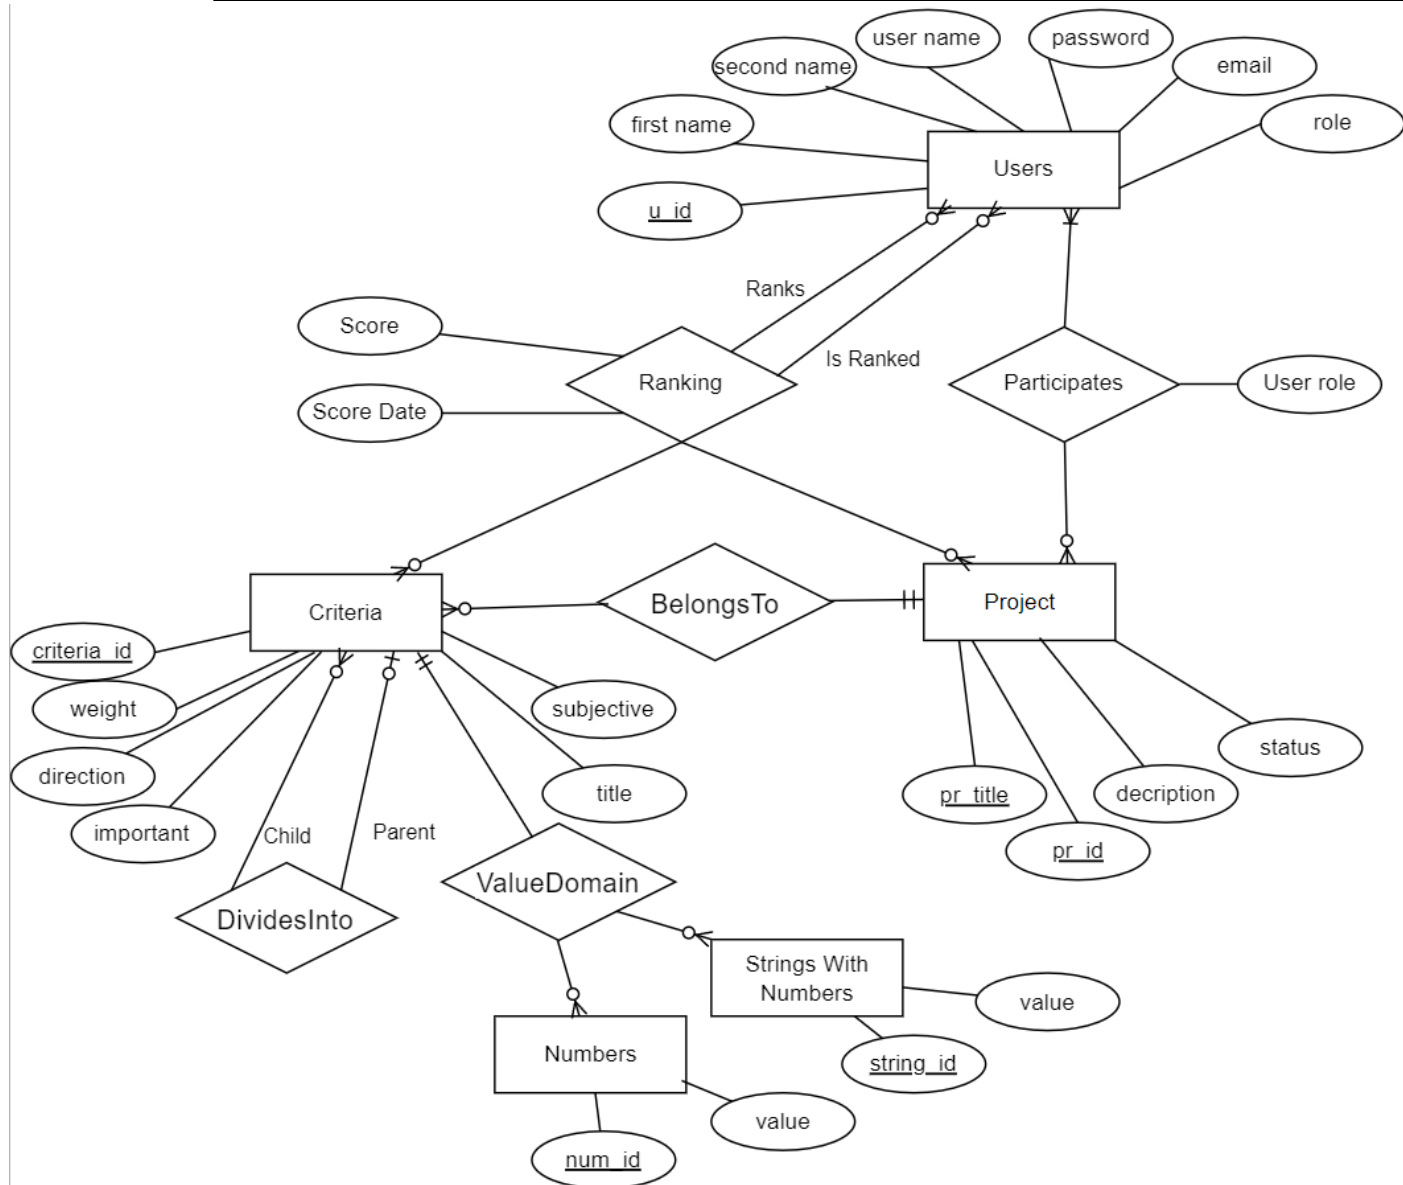 user name
password
second name
email
first name
role
Users
u_id
Ranks
Score
Is Ranked
Ranking
Participates
User role
Score Date
BelongsTo
Project
Criteria
criteria_id
weight
subjective
direction
status
title
pr_title
decription
important
Child
Parent
pr_id
ValueDomain
DividesInto
Strings With
Numbers
value
Numbers
string_id
value
num_id